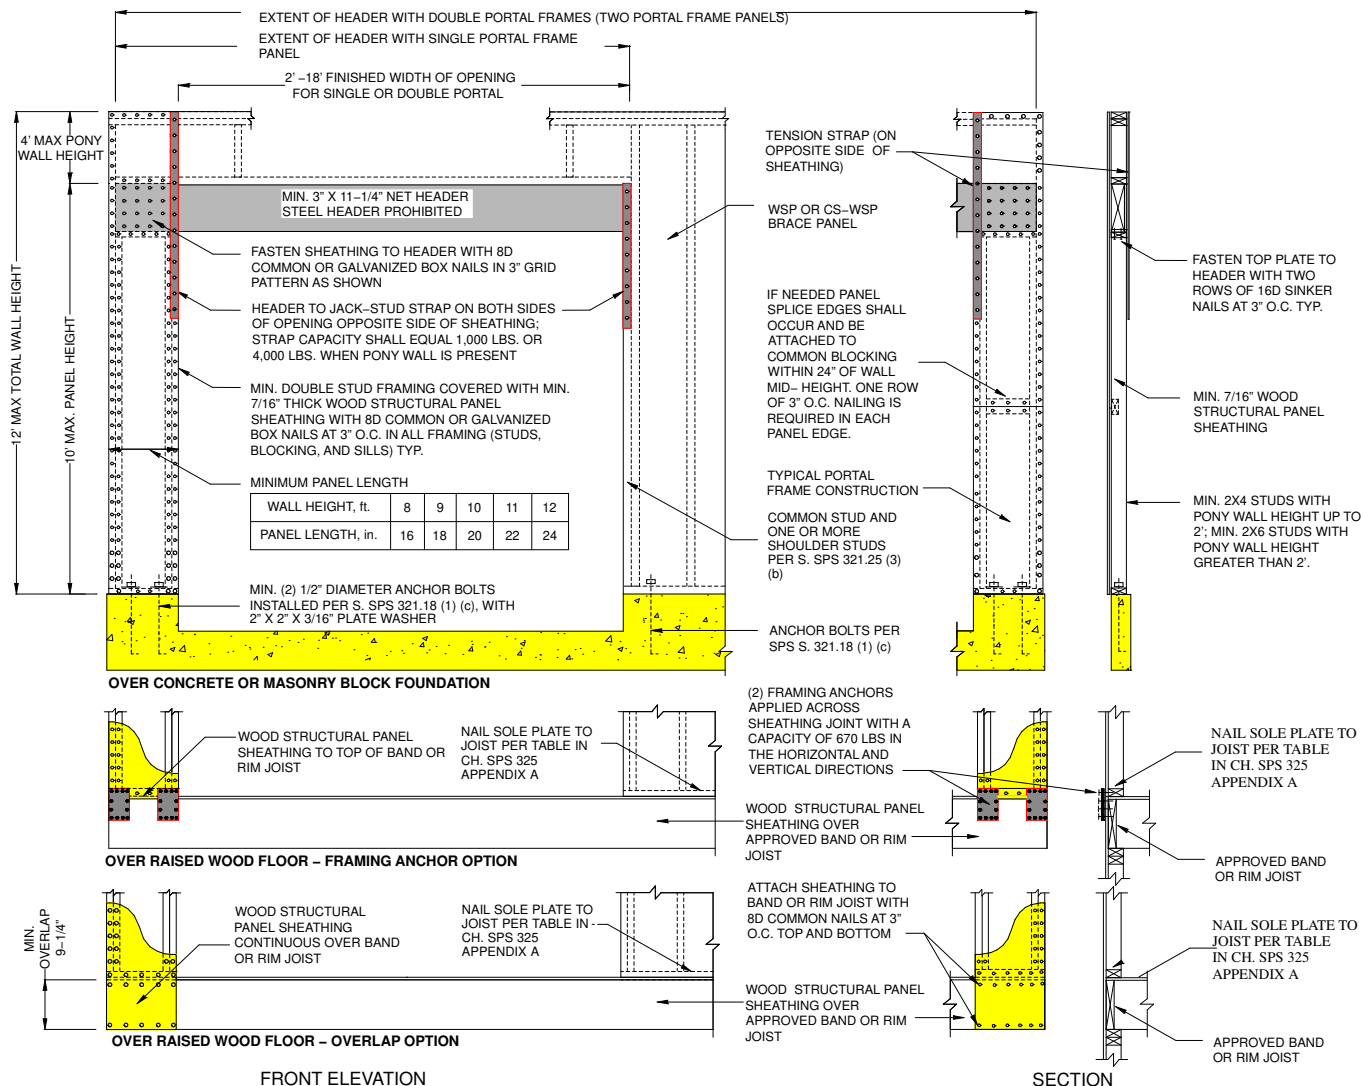 EXTENT OF HEADER WITH DOUBLE PORTAL FRAMES (TWO PORTAL FRAME PANELS)
EXTENT OF HEADER WITH SINGLE PORTAL FRAME
PANEL
2' –18' FINISHED WIDTH OF OPENING
FOR SINGLE OR DOUBLE PORTAL
4' MAX PONY
WALL HEIGHT
12' MAX TOTAL WALL HEIGHT
10' MAX. PANEL HEIGHT
MIN. 3” X 11–1/4” NET HEADER
STEEL HEADER PROHIBITED
FASTEN SHEATHING TO HEADER WITH 8D
COMMON OR GALVANIZED BOX NAILS IN 3” GRID
PATTERN AS SHOWN
HEADER TO JACK–STUD STRAP ON BOTH SIDES
OF OPENING OPPOSITE SIDE OF SHEATHING;
STRAP CAPACITY SHALL EQUAL 1,000 LBS. OR
4,000 LBS. WHEN PONY WALL IS PRESENT
MIN. DOUBLE STUD FRAMING COVERED WITH MIN.
7/16” THICK WOOD STRUCTURAL PANEL
SHEATHING WITH 8D COMMON OR GALVANIZED
BOX NAILS AT 3” O.C. IN ALL FRAMING (STUDS,
BLOCKING, AND SILLS) TYP.
MINIMUM PANEL LENGTH
WALL HEIGHT, ft. 8 9 10 11 12
PANEL LENGTH, in. 16 18 20 22 24
MIN. (2) 1/2” DIAMETER ANCHOR BOLTS
INSTALLED PER S. SPS 321.18 (1) (c), WITH
2” X 2” X 3/16” PLATE WASHER
TENSION STRAP (ON
OPPOSITE SIDE OF
SHEATHING)
WSP OR CS–WSP
BRACE PANEL
IF NEEDED PANEL
SPLICE EDGES SHALL
OCCUR AND BE
ATTACHED TO
COMMON BLOCKING
WITHIN 24” OF WALL
MID– HEIGHT. ONE ROW
OF 3” O.C. NAILING IS
REQUIRED IN EACH
PANEL EDGE.
TYPICAL PORTAL
FRAME CONSTRUCTION
COMMON STUD AND
ONE OR MORE
SHOULDER STUDS
PER S. SPS 321.25 (3)
(b)
ANCHOR BOLTS PER
SPS S. 321.18 (1) (c)
FASTEN TOP PLATE TO
HEADER WITH TWO
ROWS OF 16D SINKER
NAILS AT 3” O.C. TYP.
MIN. 7/16” WOOD
STRUCTURAL PANEL
SHEATHING
MIN. 2X4 STUDS WITH
PONY WALL HEIGHT UP TO
2'; MIN. 2X6 STUDS WITH
PONY WALL HEIGHT
GREATER THAN 2'.
OVER CONCRETE OR MASONRY BLOCK FOUNDATION
WOOD STRUCTURAL PANEL
SHEATHING TO TOP OF BAND OR
RIM JOIST
NAIL SOLE PLATE TO
JOIST PER TABLE IN
CH. SPS 325
APPENDIX A
(2) FRAMING ANCHORS
APPLIED ACROSS
SHEATHING JOINT WITH A
CAPACITY OF 670 LBS IN
THE HORIZONTAL AND
VERTICAL DIRECTIONS
WOOD STRUCTURAL PANEL
SHEATHING OVER
APPROVED BAND OR RIM
JOIST
NAIL SOLE PLATE TO
JOIST PER TABLE
IN CH. SPS 325
APPENDIX A
APPROVED BAND
OR RIM JOIST
OVER RAISED WOOD FLOOR – FRAMING ANCHOR OPTION
MIN.
OVERLAP
9–1/4”
WOOD STRUCTURAL
PANEL SHEATHING
CONTINUOUS OVER BAND
OR RIM JOIST
NAIL SOLE PLATE TO
JOIST PER TABLE IN
CH. SPS 325
APPENDIX A
ATTACH SHEATHING TO
BAND OR RIM JOIST WITH
8D COMMON NAILS AT 3”
O.C. TOP AND BOTTOM
WOOD STRUCTURAL PANEL
SHEATHING OVER
APPROVED BAND OR RIM
JOIST
NAIL SOLE PLATE TO
JOIST PER TABLE
IN CH. SPS 325
APPENDIX A
APPROVED BAND
OR RIM JOIST
OVER RAISED WOOD FLOOR – OVERLAP OPTION
FRONT ELEVATION
SECTION